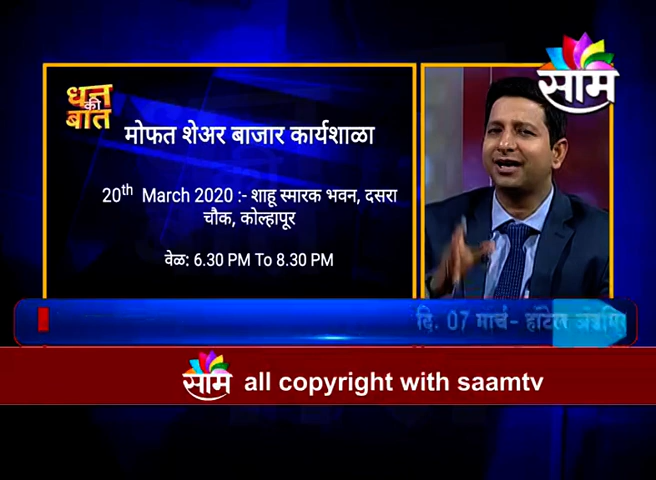 साम
धन
की
बात
मोफत शेअर बाजार कार्यशाळा
20th March 2020 :- शाहू स्मारक भवन, दसरा
चौक, कोल्हापूर
वेळ: 6.30 PM To 8.30 PM
दि. 07 मार्च- हॉटेल
साम all copyright with saamtv